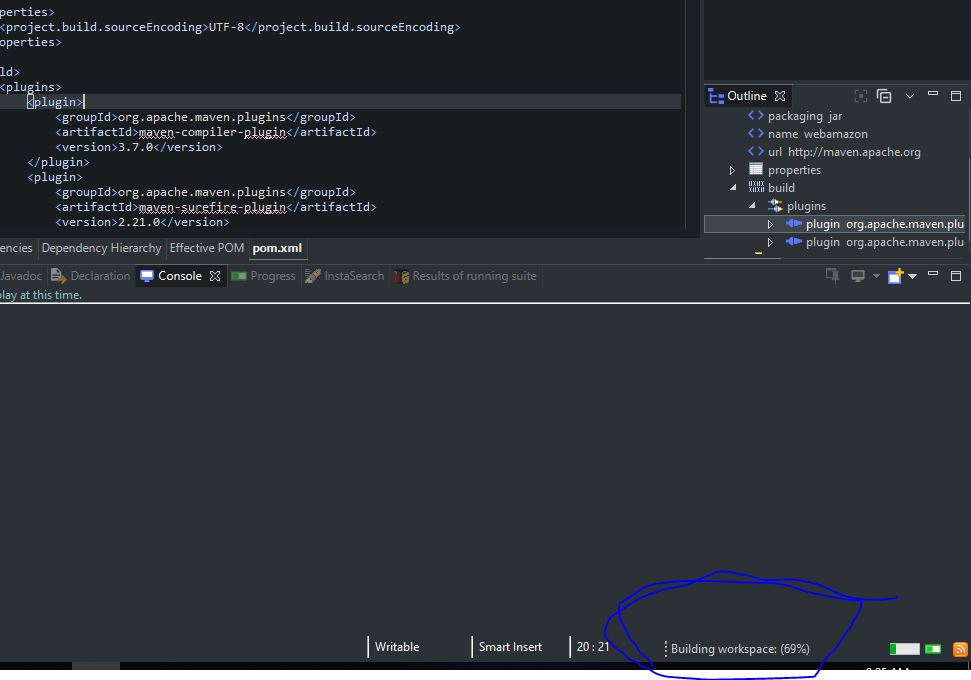 perties>
<project.build.sourceEncoding>UTF-8</project.build.sourceEncoding>
operties>
ld>
<plugins>
<plugin>
<groupId>org.apache.maven.plugins</groupId>
<artifactId>maven-compiler-plugin</artifactId>
<version>3.7.0</version>
</plugin>
<plugin>
<groupId>org.apache.maven.plugins</groupId>
<artifactId>maven-surefire-plugin</artifactId>
<version>2.21.0</version>
Outline
packaging jar
name webamazon
url http://maven.apache.org
properties
build
plugins
plugin org.apache.maven.plu
plugin org.apache.maven.plu
encies Dependency Hierarchy Effective POM pom.xml
Javadoc Declaration Console Progress InstaSearch Results of running suite
play at this time.
Writable Smart Insert 20 : 21 Building workspace: (69%)